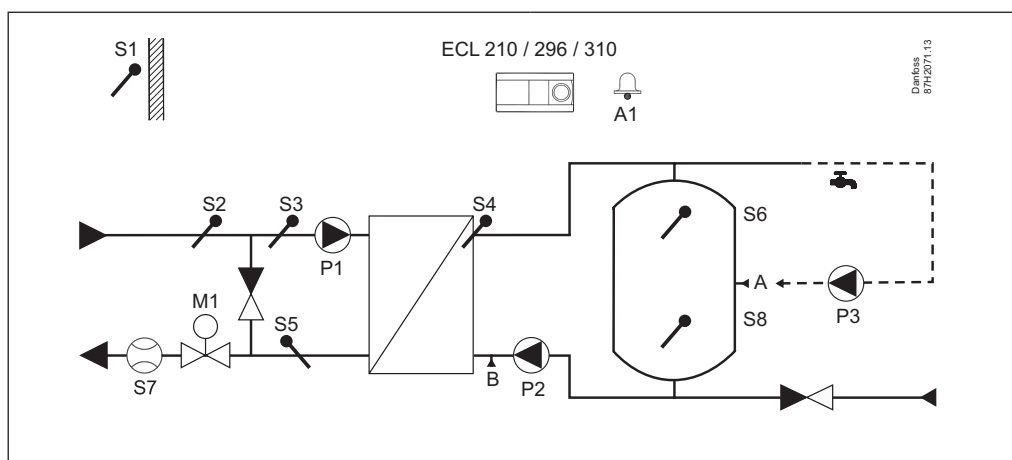 S1
ECL 210 / 296 / 310
A1
Danfoss
87H2071.13
S2
S3
S4
S6
P1
A
M1
S8
P3
S5
S7
B
P2